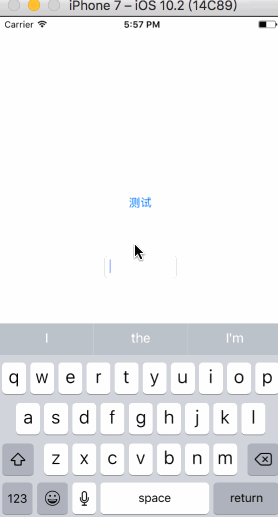 iPhone 7 – iOS 10.2 (14C89)
Carrier 5:57 PM
测试
I the I'm
q w e r t y u i o p
a s d f g h j k l
z x c v b n m
123 space return